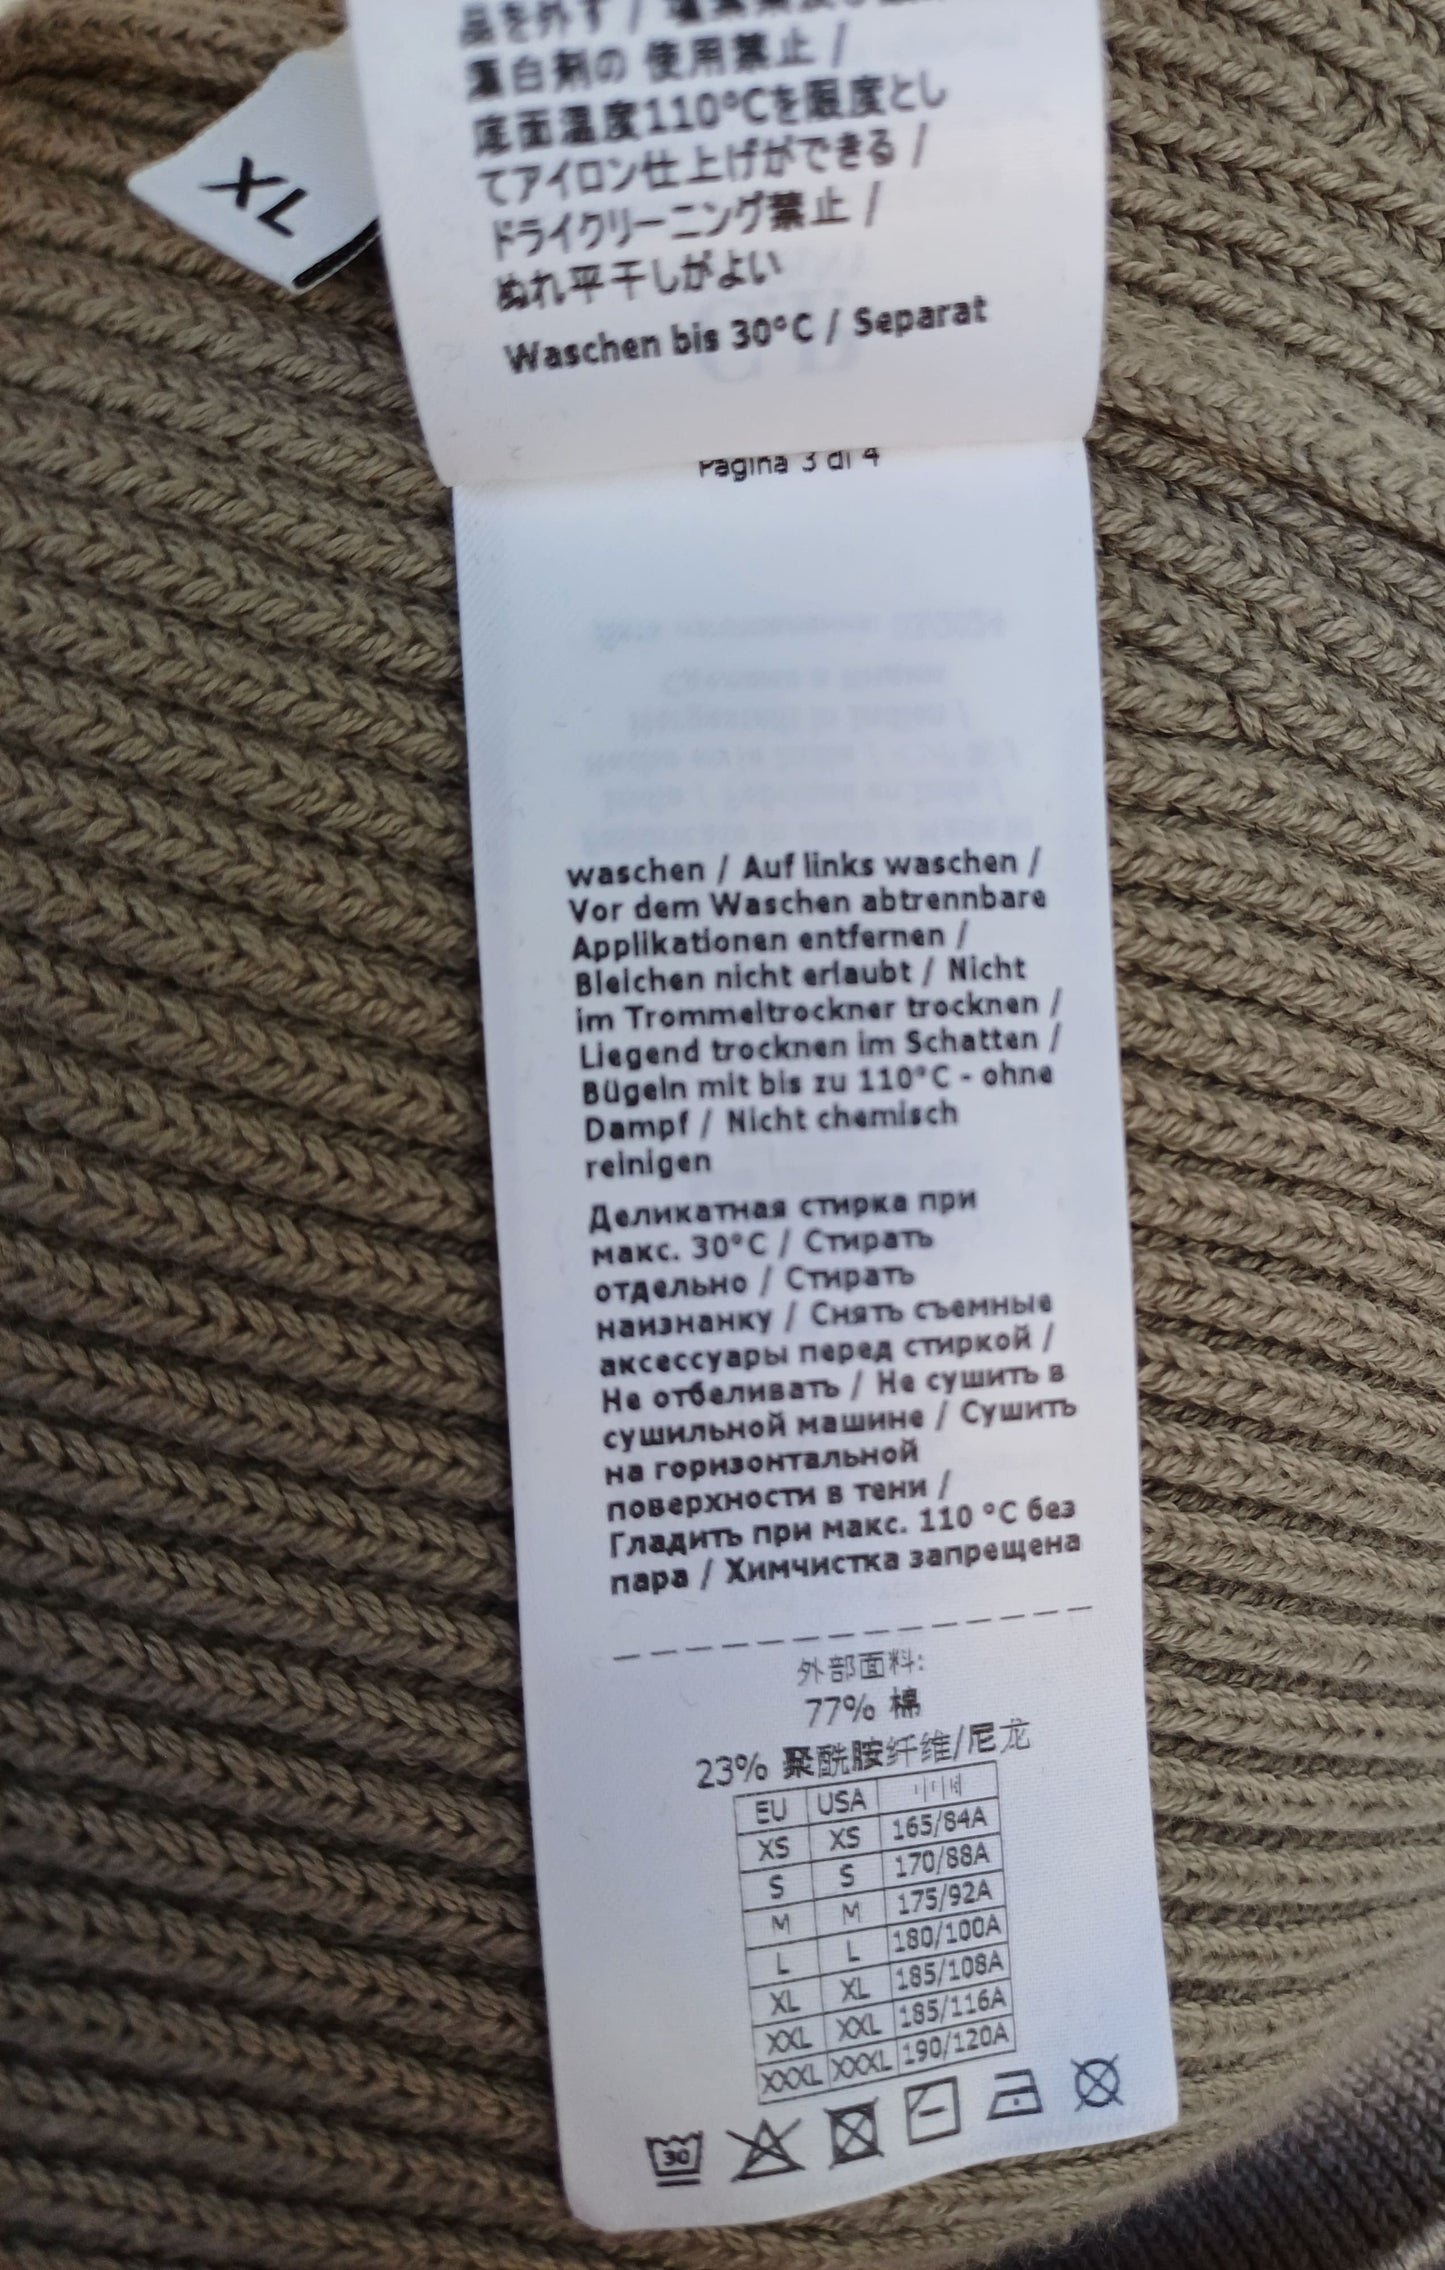 XL
漂白剤の 使用禁止 /
底面温度110°Cを限度とし
てアイロン仕上げができる /
ドライクリーニング禁止 /
ぬれ平干しがよい
Waschen bis 30°C / Separat
Pagina 3 di 4
waschen / Auf links waschen /
Vor dem Waschen abtrennbare
Applikationen entfernen /
Bleichen nicht erlaubt / Nicht
im Trommeltrockner trocknen /
Liegend trocknen im Schatten /
Bügeln mit bis zu 110°C - ohne
Dampf / Nicht chemisch
reinigen
Деликатная стирка при
макс. 30°C / Стирать
отдельно / Стирать
наизнанку / Снять съемные
аксессуары перед стиркой /
Не отбеливать / Не сушить в
сушильной машине / Сушить
на горизонтальной
поверхности в тени /
Гладить при макс. 110 °C без
пара / Химчистка запрещена
外部面料:
77% 棉
23% 聚酰胺纤维/尼龙
EU USA
XS XS 165/84A
S S 170/88A
M M 175/92A
L L 180/100A
XL XL 185/108A
XXL XXL 185/116A
XXXL XXXL 190/120A
30